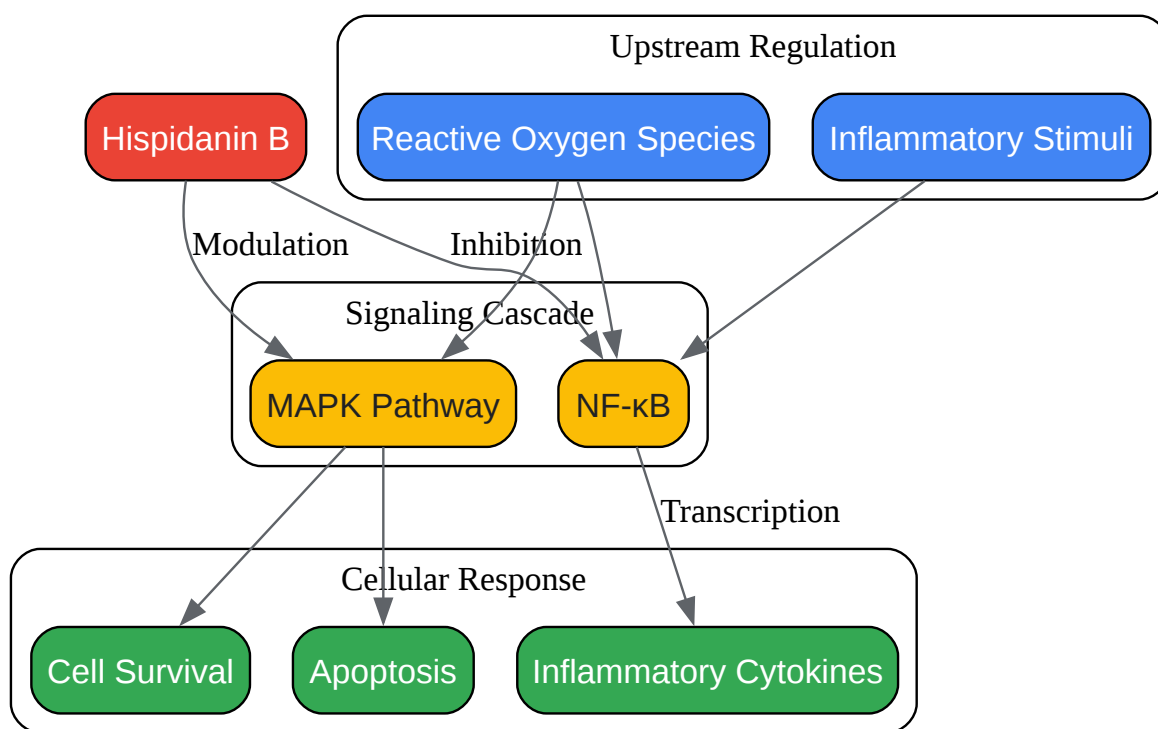 Upstream Regulation
Hispidanin B
Reactive Oxygen Species
Inflammatory Stimuli
Modulation
Inhibition
Signaling Cascade
MAPK Pathway
NF-κB
Transcription
Cellular Response
Cell Survival
Apoptosis
Inflammatory Cytokines